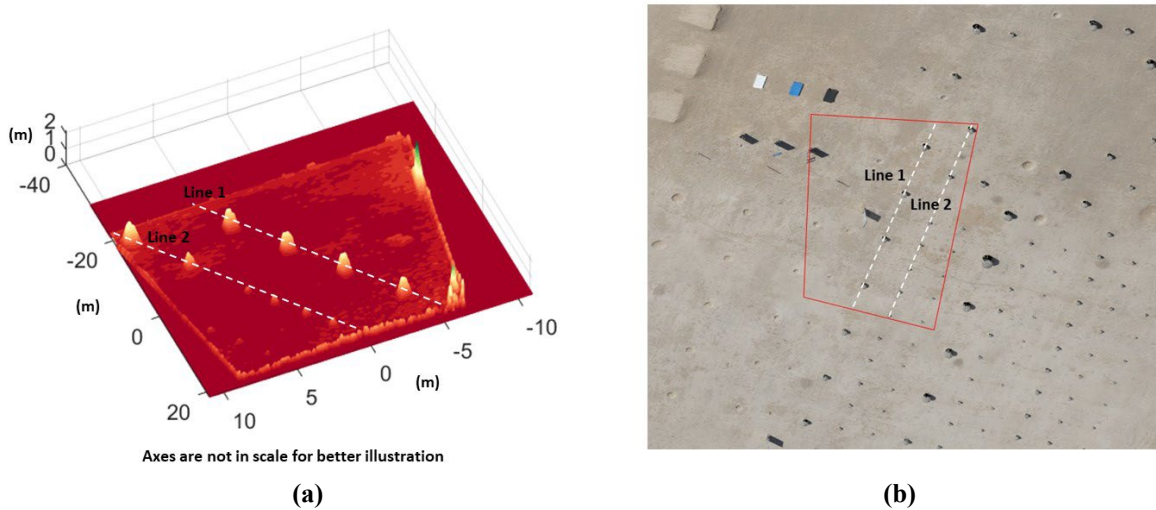 2
1
0
(m)
-40
Line 1
Line 2
-20
(m)
0
20
10
5
0
-5
-10
(m)
Axes are not in scale for better illustration
(a)
Line 1
Line 2
(b)